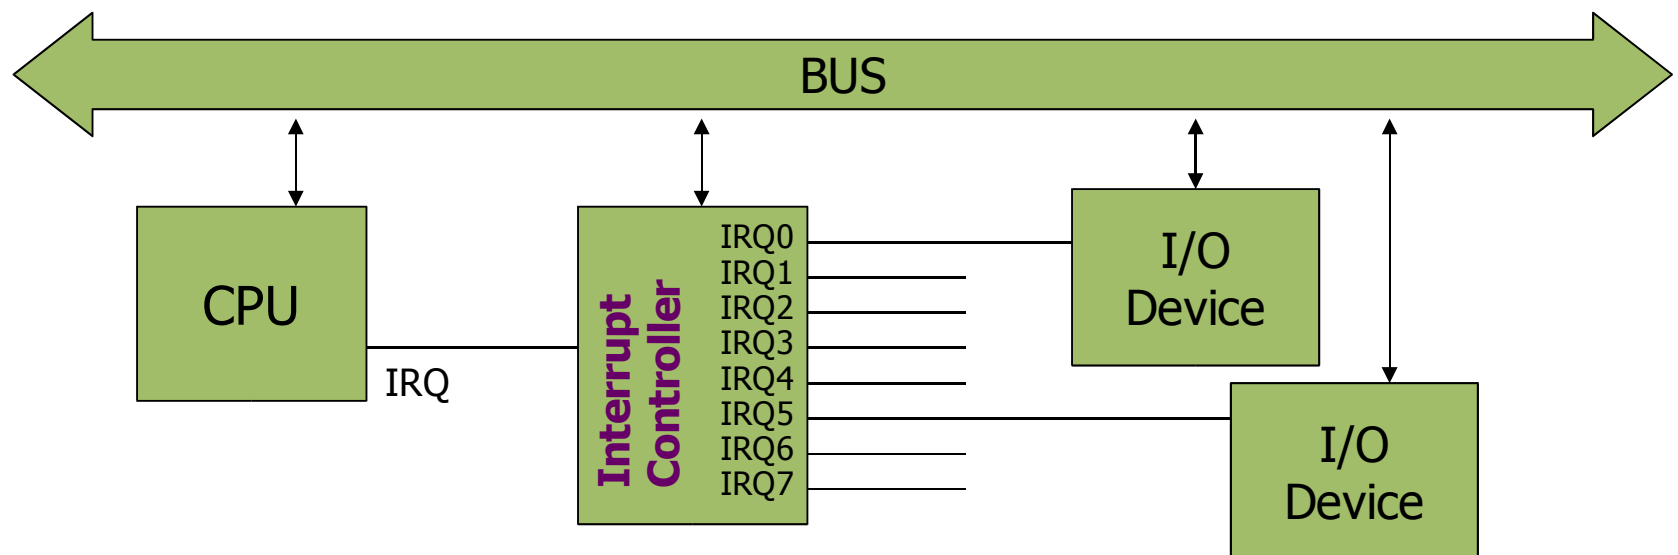 BUS
CPU
IRQ
Interrupt
Controller
IRQ0
IRQ1
IRQ2
IRQ3
IRQ4
IRQ5
IRQ6
IRQ7
I/O
Device
I/O
Device